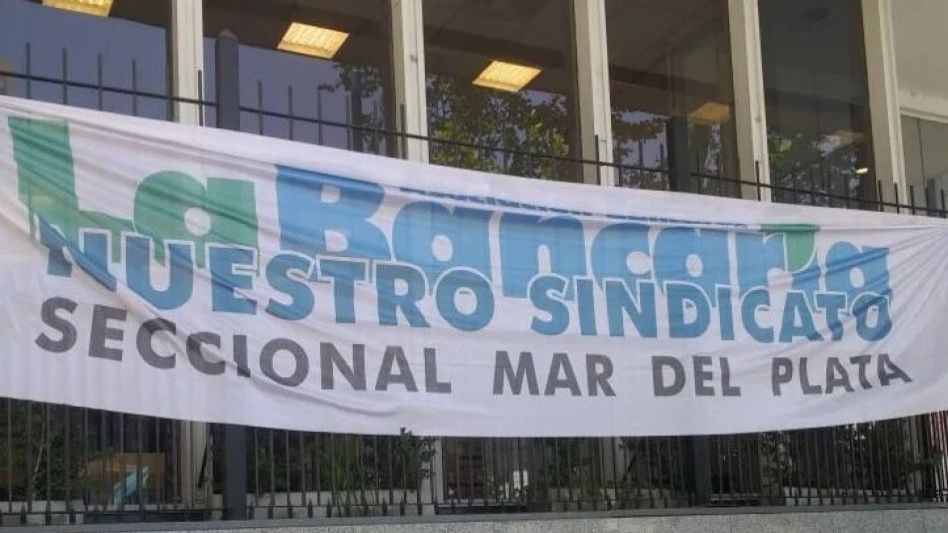 La Bancaria
NUESTRO SINDICATO
SECCIONAL MAR DEL PLATA